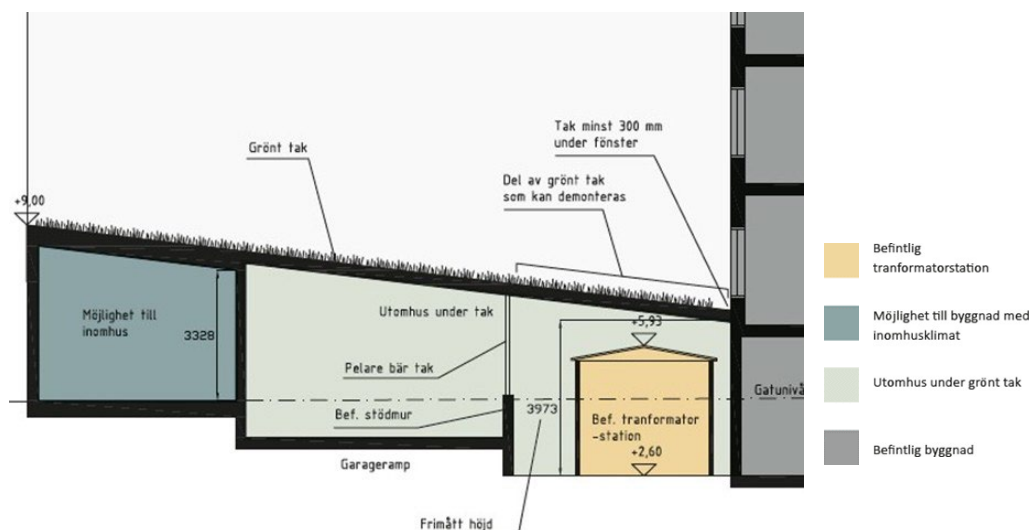 Tak minst 300 mm
under fönster
Grönt tak
Del av grönt tak
som kan demonteras
+9,00
Möjlighet till
inomhus
3328
Utomhus under tak
+5,93
Pelare bär tak
Bef. stödmur
3973
Bef. tranformator
-station
+2,60
Gatunivå
Garageramp
Frimått höjd
Befintlig
tranformatorstation
Möjlighet till byggnad med
inomhusklimat
Utomhus under grönt tak
Befintlig byggnad